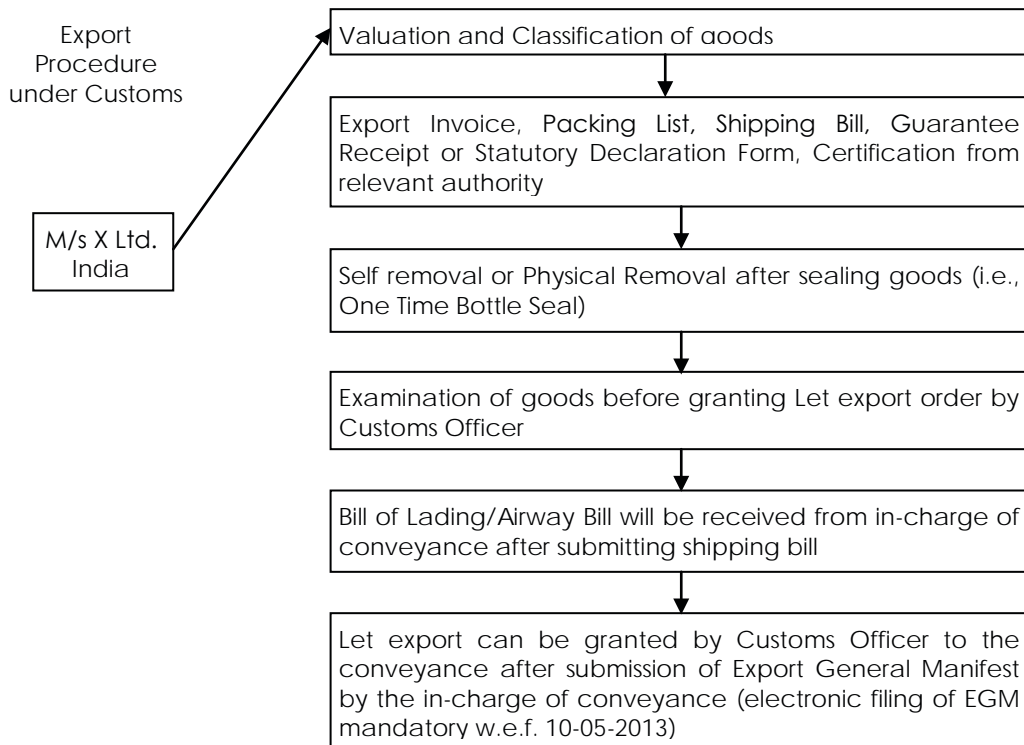 Export
Procedure
under Customs
Valuation and Classification of goods
Export Invoice, Packing List, Shipping Bill, Guarantee
Receipt or Statutory Declaration Form, Certification from
relevant authority
M/s X Ltd.
India
Self removal or Physical Removal after sealing goods (i.e.,
One Time Bottle Seal)
Examination of goods before granting Let export order by
Customs Officer
Bill of Lading/Airway Bill will be received from in-charge of
conveyance after submitting shipping bill
Let export can be granted by Customs Officer to the
conveyance after submission of Export General Manifest
by the in-charge of conveyance (electronic filing of EGM
mandatory w.e.f. 10-05-2013)